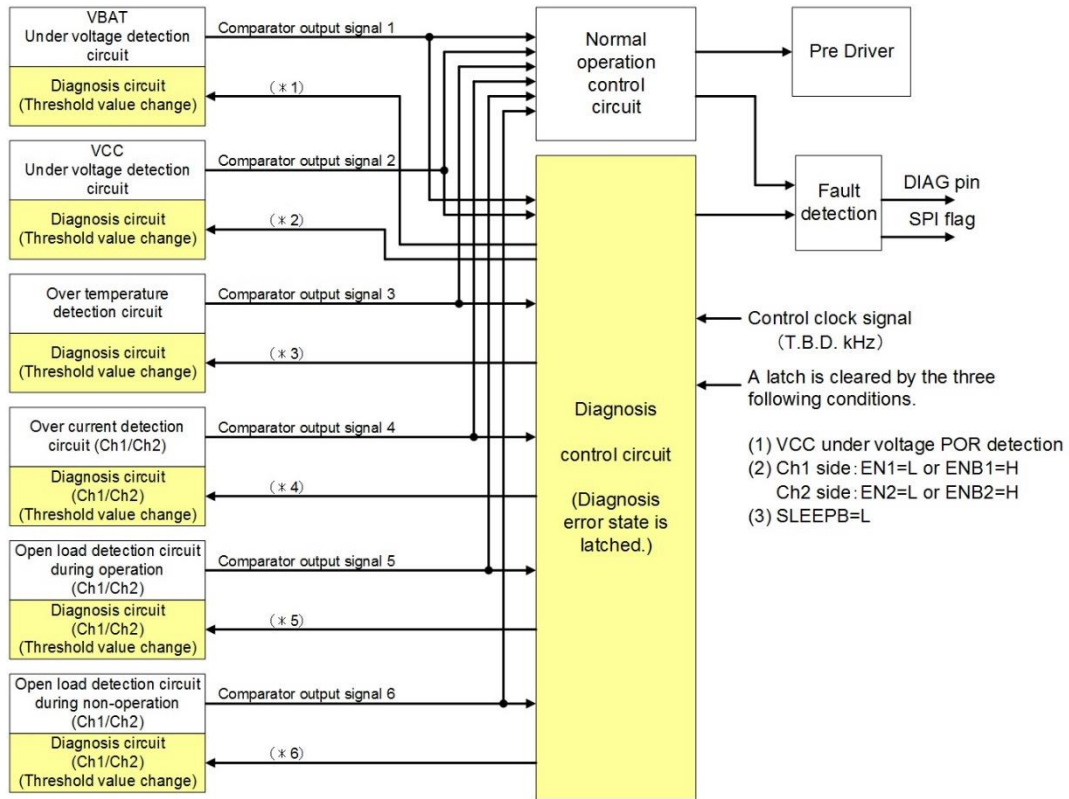 VBAT
Under voltage detection
circuit
Diagnosis circuit
(Threshold value change)
Comparator output signal 1
(＊1)
VCC
Under voltage detection
circuit
Diagnosis circuit
(Threshold value change)
Comparator output signal 2
(＊2)
Over temperature
detection circuit
Diagnosis circuit
(Threshold value change)
Comparator output signal 3
(＊3)
Over current detection
circuit (Ch1/Ch2)
Diagnosis circuit
(Ch1/Ch2)
(Threshold value change)
Comparator output signal 4
(＊4)
Open load detection circuit
during operation
(Ch1/Ch2)
Diagnosis circuit
(Ch1/Ch2)
(Threshold value change)
Comparator output signal 5
(＊5)
Open load detection circuit
during non-operation
(Ch1/Ch2)
Diagnosis circuit
(Ch1/Ch2)
(Threshold value change)
Comparator output signal 6
(＊6)
Normal
operation
control
circuit
Diagnosis
control circuit
(Diagnosis
error state is
latched.)
Pre Driver
Fault
detection
DIAG pin
SPI flag
Control clock signal
(T.B.D. kHz)
A latch is cleared by the three
following conditions.
(1) VCC under voltage POR detection
(2) Ch1 side：EN1=L or ENB1=H
Ch2 side：EN2=L or ENB2=H
(3) SLEEPB=L